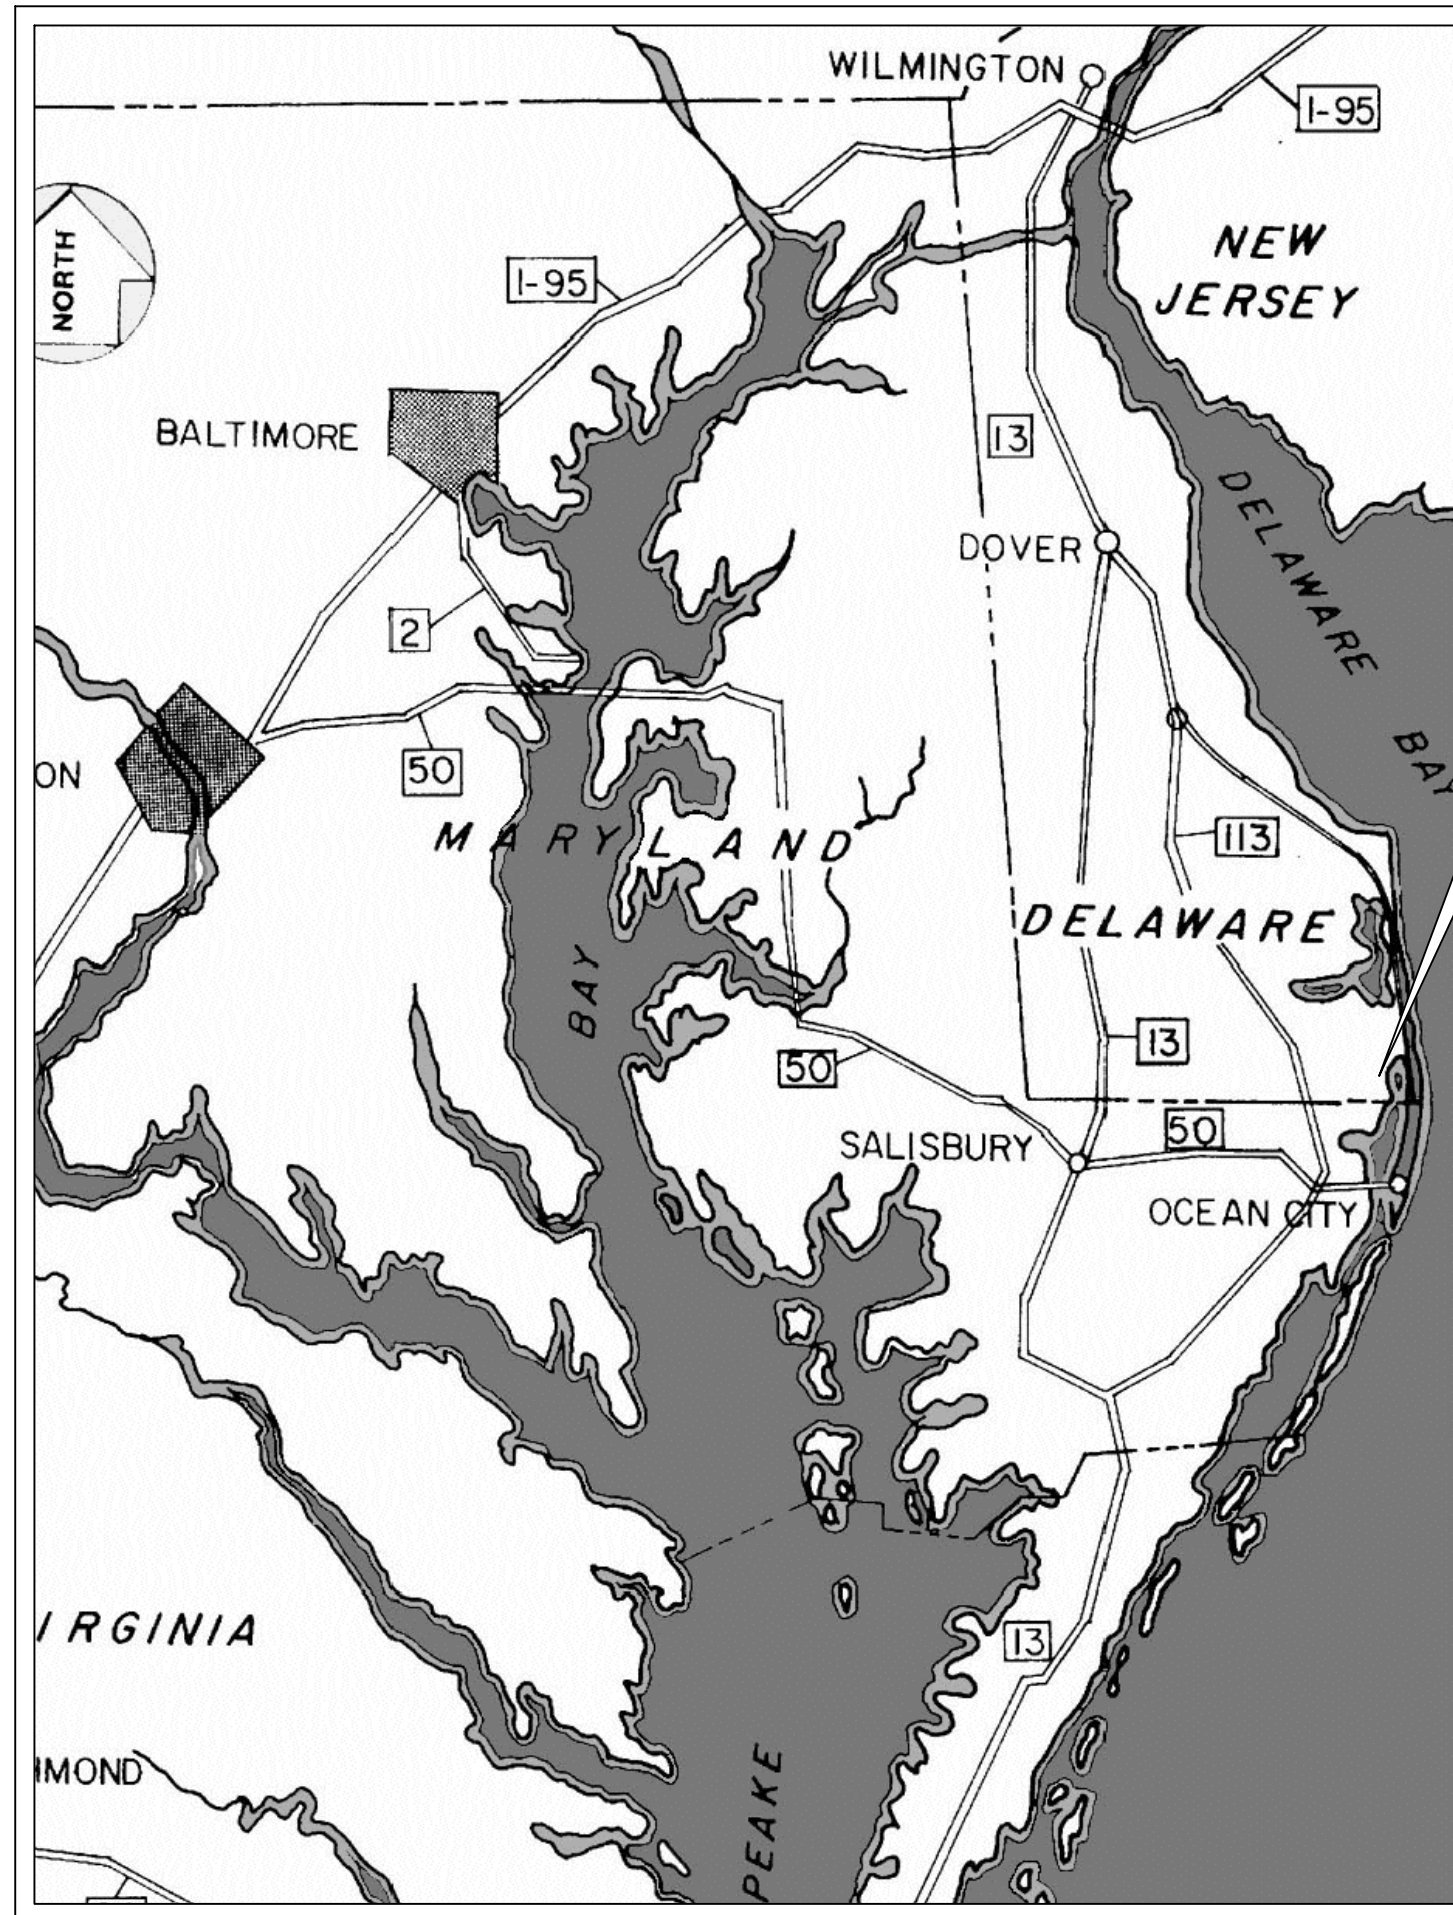 WILMINGTON
I-95
NORTH
NEW
JERSEY
I-95
BALTIMORE
13
DELAWARE
BAY
DOVER
2
50
ON
MARYLAND
113
DELAWARE
BAY
13
50
50
SALISBURY
OCEAN CITY
IRGINIA
13
MOND
PEAKE